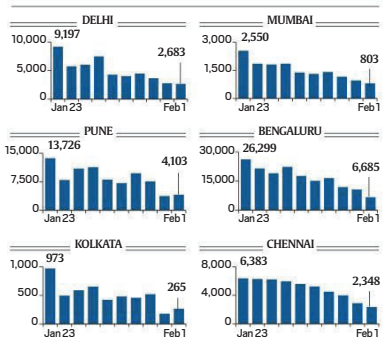 DELHI
9,197
10,000
5,000
0
2,683
Jan 23
Feb 1
MUMBAI
2,550
3,000
1,500
0
803
Jan 23
Feb 1
PUNE
13,726
15,000
7,500
0
4,103
Jan 23
Feb 1
BENGALURU
26,299
30,000
15,000
0
6,685
Jan 23
Feb 1
KOLKATA
973
1,000
500
0
265
Jan 23
Feb 1
CHENNAI
6,383
8,000
4,000
0
2,348
Jan 23
Feb 1